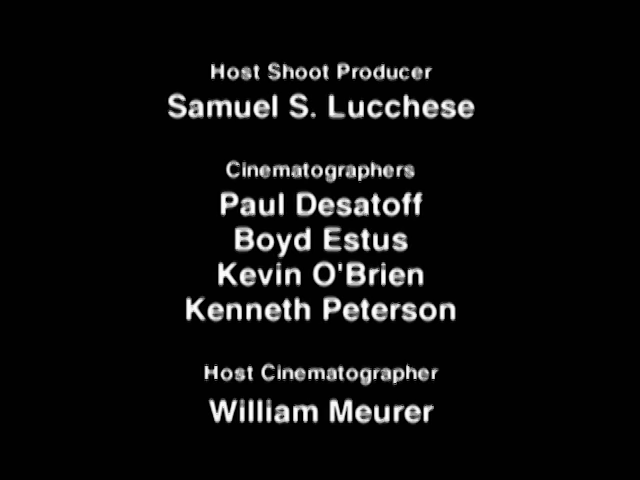 Host Shoot Producer
Samuel S. Lucchese
Cinematographers
Paul Desatoff
Boyd Estus
Kevin O'Brien
Kenneth Peterson
Host Cinematographer
William Meurer